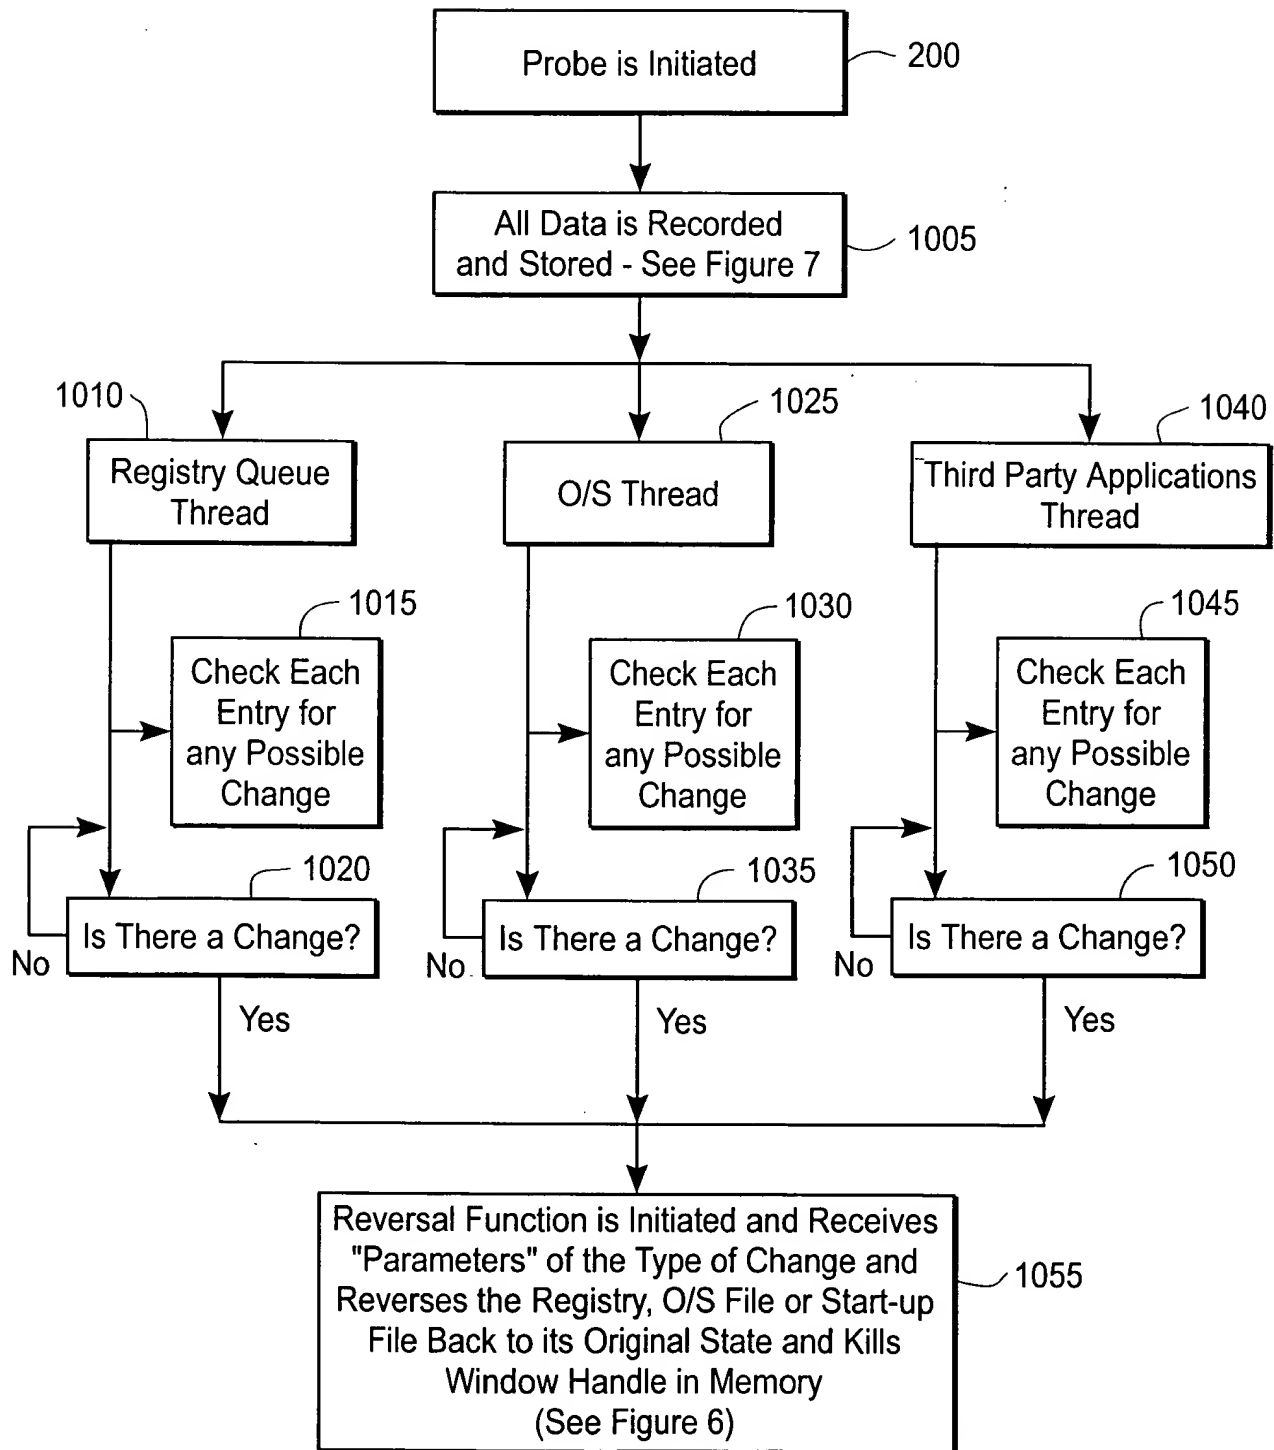 Probe is Initiated
200
All Data is Recorded
and Stored - See Figure 7
1005
1010
Registry Queue
Thread
1025
O/S Thread
1040
Third Party Applications
Thread
1015
Check Each
Entry for
any Possible
Change
1030
Check Each
Entry for
any Possible
Change
1045
Check Each
Entry for
any Possible
Change
1020
Is There a Change?
No
Yes
1035
Is There a Change?
No
Yes
1050
Is There a Change?
No
Yes
Reversal Function is Initiated and Receives
"Parameters" of the Type of Change and
Reverses the Registry, O/S File or Start-up
File Back to its Original State and Kills
Window Handle in Memory
(See Figure 6)
1055